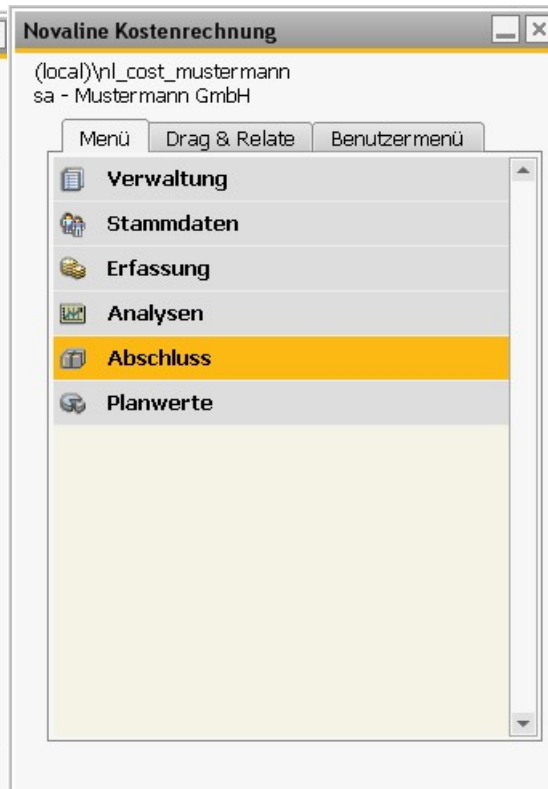 Novaline Kostenrechnung
(local)\nl_cost_mustermann
sa - Mustermann GmbH
Menü Drag & Relate Benutzermenü
Verwaltung
Stammdaten
Erfassung
Analysen
Abschluss
Planwerte